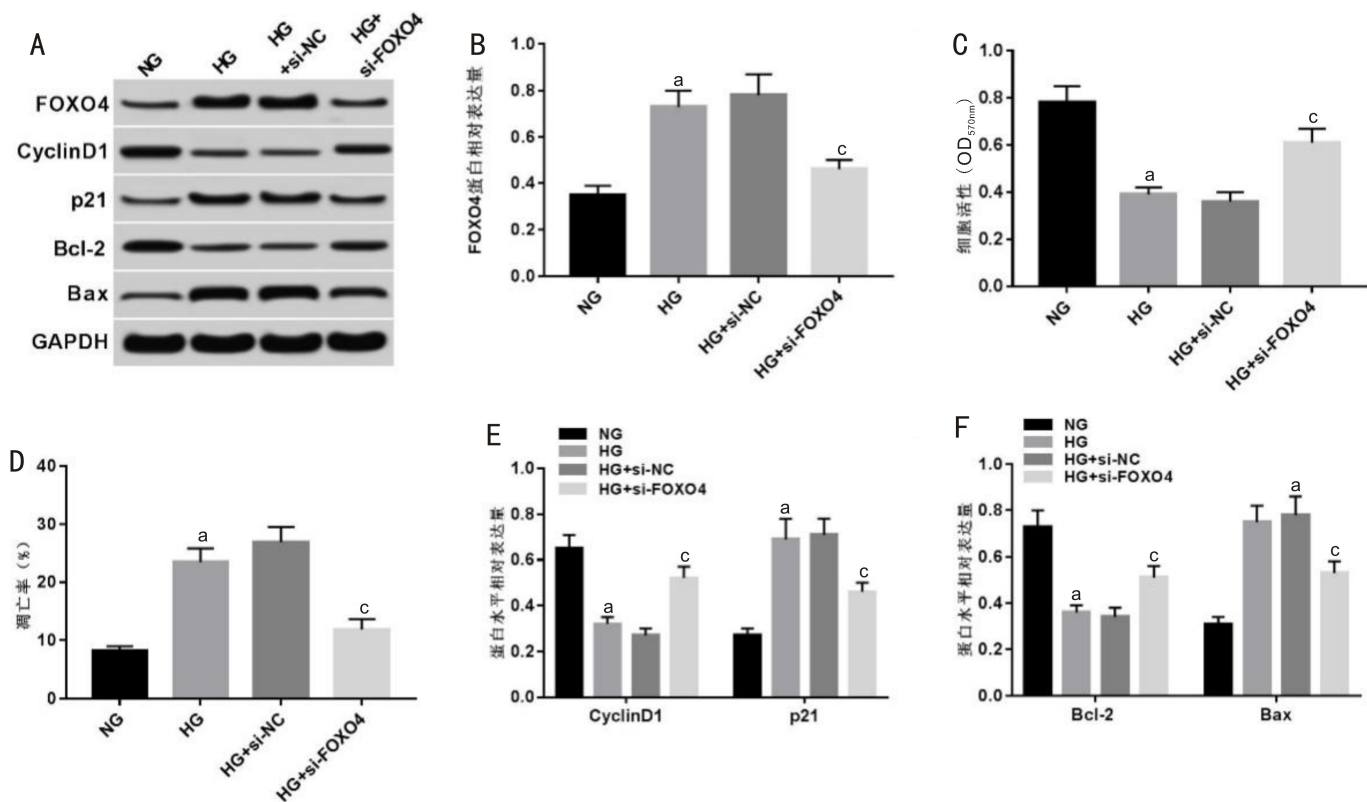 A
NG
HG
HG
+si-NC
HG+
si-FOXO4
FOXO4
CyclinD1
p21
Bcl-2
Bax
GAPDH
B
FOXO4蛋白相对表达量
1.0
0.8
0.6
0.4
0.2
0.0
a
c
NG
HG
HG+si-NC
HG+si-FOXO4
C
细胞活性（OD570nm）
1.0
0.8
0.6
0.4
0.2
0.0
a
c
NG
HG
HG+si-NC
HG+si-FOXO4
D
凋亡率（%）
40
30
20
10
0
a
c
NG
HG
HG+si-NC
HG+si-FOXO4
E
NG
HG
HG+si-NC
HG+si-FOXO4
蛋白水平相对表达量
1.0
0.8
0.6
0.4
0.2
0.0
a
c
a
c
CyclinD1
p21
F
NG
HG
HG+si-NC
HG+si-FOXO4
蛋白水平相对表达量
1.0
0.8
0.6
0.4
0.2
0.0
a
c
a
c
Bcl-2
Bax